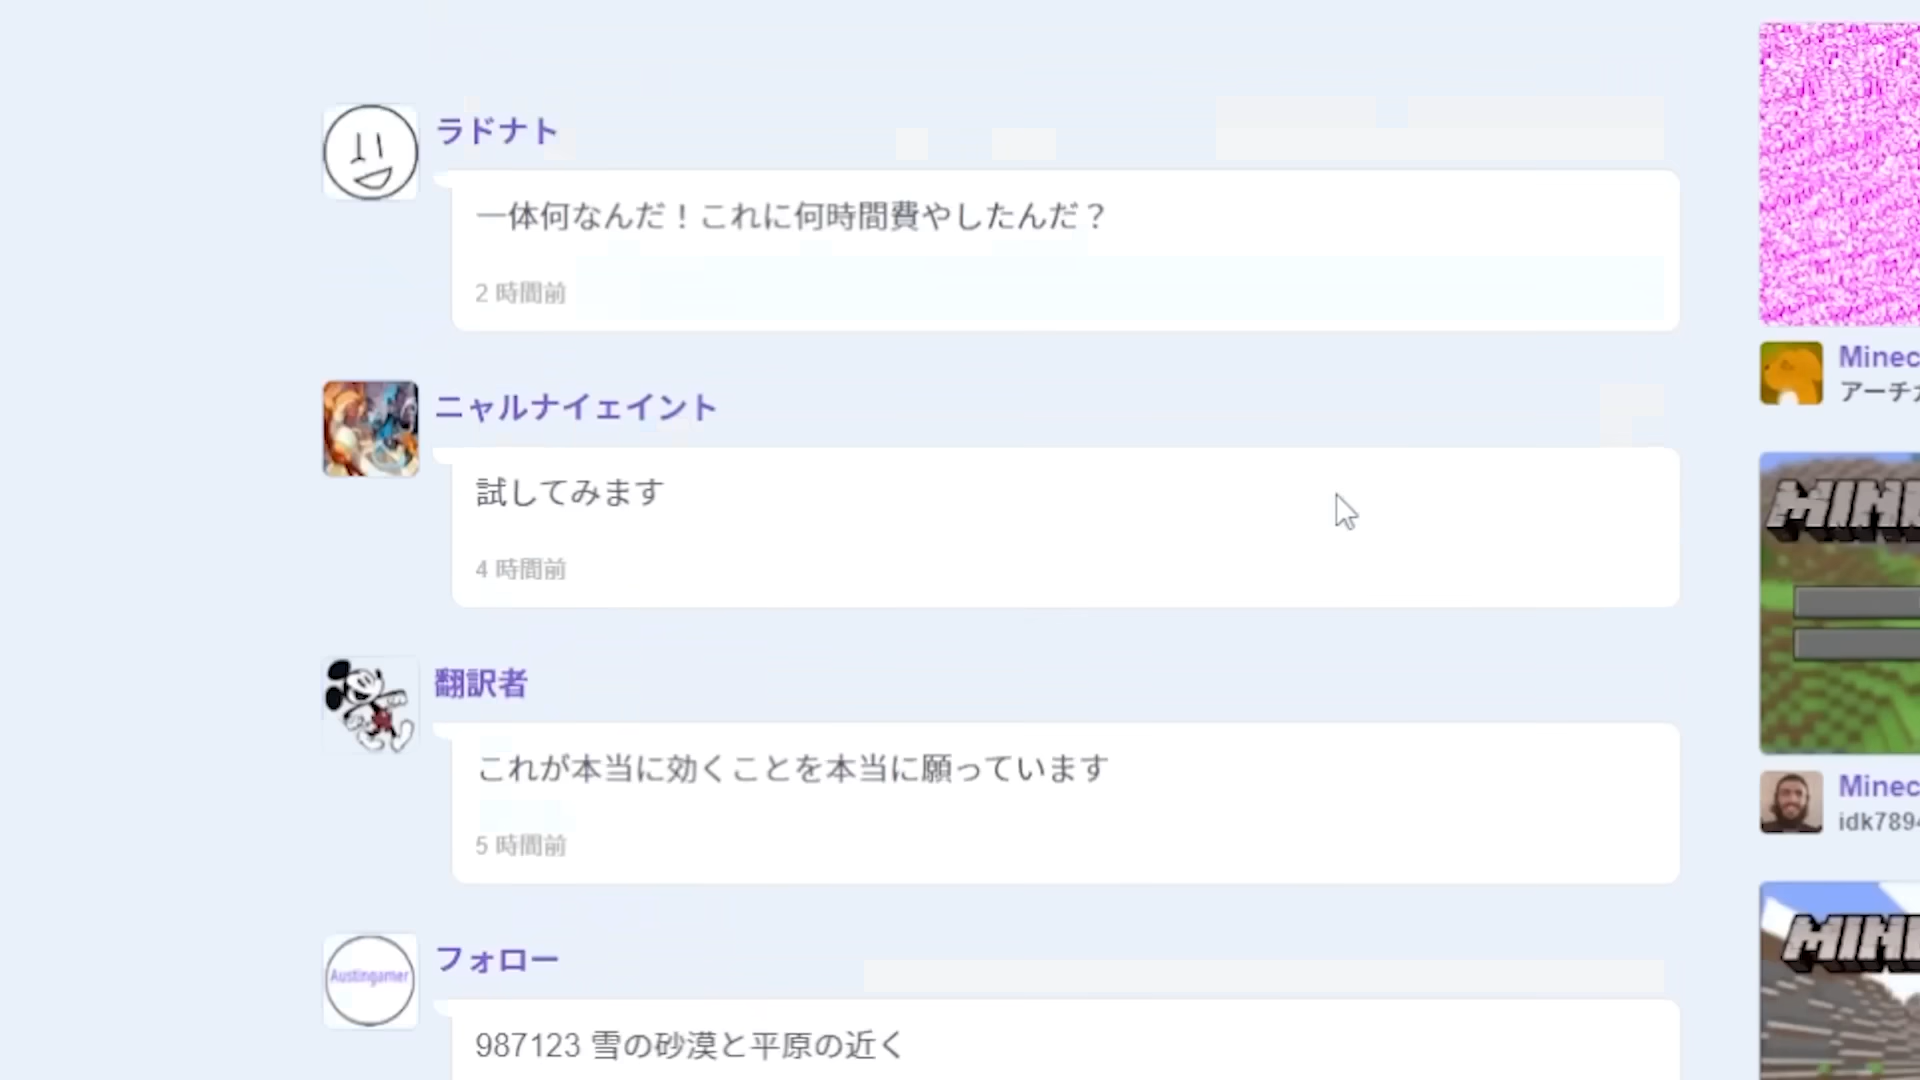 ラドナト
一体何なんだ！これに何時間費やしたんだ？
2 時間前
ニャルナイェイント
試してみます
4 時間前
翻訳者
これが本当に効くことを本当に願っています
5 時間前
Austingamer
フォロー
987123 雪の砂漠と平原の近く
Minec
アーチ
Minec
idk789